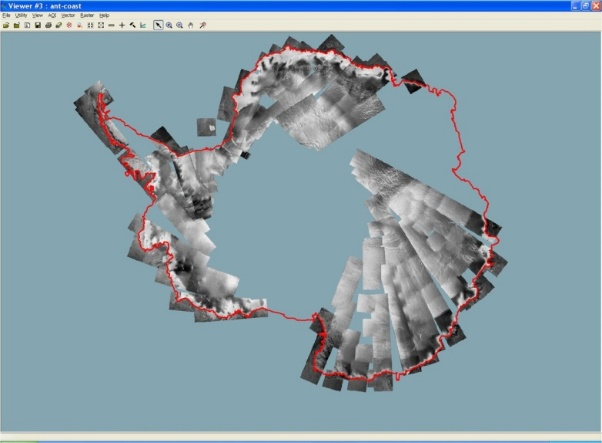 Viewer #3 : ant-coast
File Utility View AOI Vector Raster Help